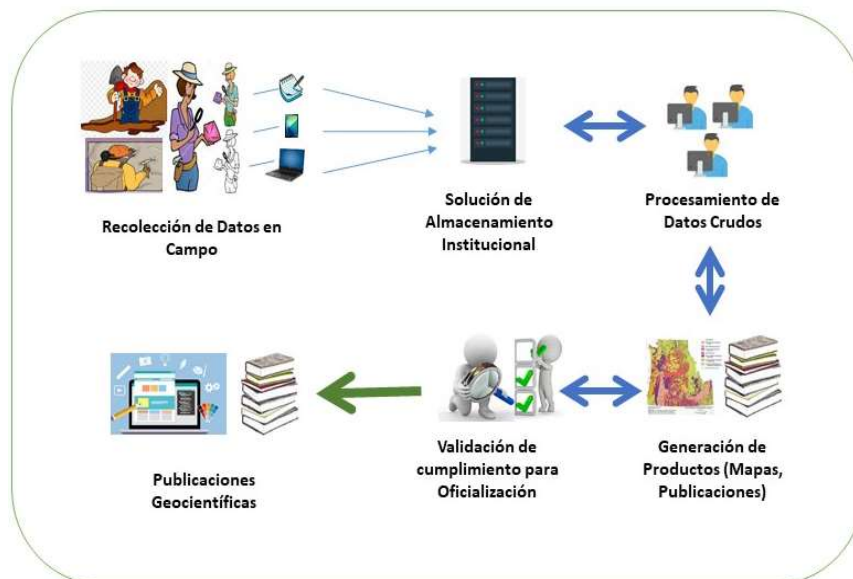 Recolección de Datos en
Campo
Solución de
Almacenamiento
Institucional
Procesamiento de
Datos Crudos
Publicaciones
Geocientíficas
Validación de
cumplimiento para
Oficialización
Generación de
Productos (Mapas,
Publicaciones)